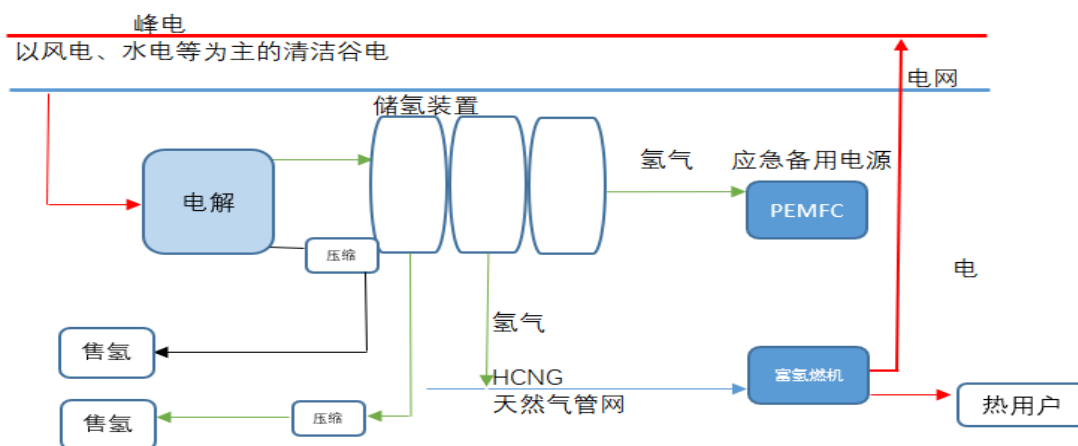 峰电
以风电、水电等为主的清洁谷电
电网
储氢装置
氢气
应急备用电源
电解
PEMFC
压缩
电
氢气
售氢
HCNG
富氢燃机
天然气管网
热用户
售氢
压缩